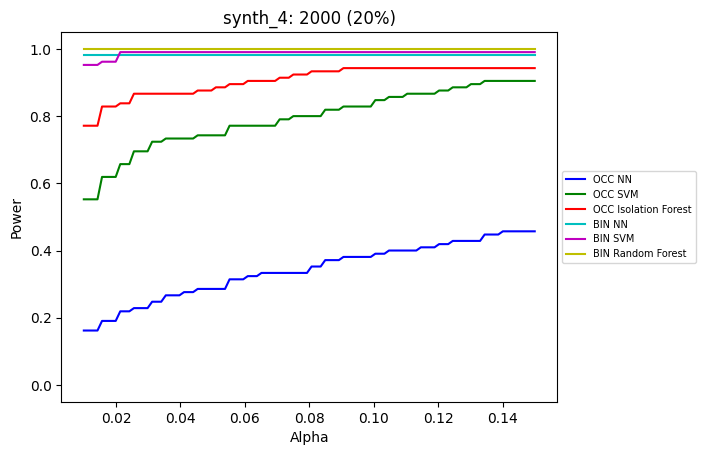 synth_4: 2000 (20%)
Power
1.0
0.8
0.6
0.4
0.2
0.0
0.02 0.04 0.06 0.08 0.10 0.12 0.14
Alpha
OCC NN
OCC SVM
OCC Isolation Forest
BIN NN
BIN SVM
BIN Random Forest